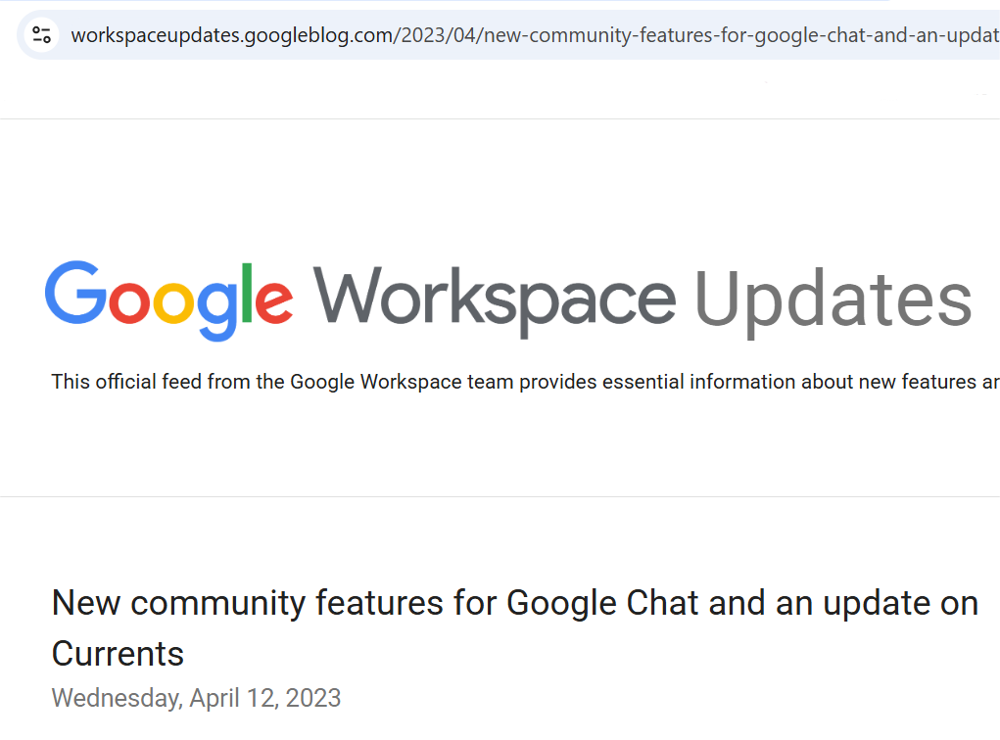 workspaceupdates.googleblog.com/2023/04/new-community-features-for-google-chat-and-an-updat
Google Workspace Updates
This official feed from the Google Workspace team provides essential information about new features ar
New community features for Google Chat and an update on
Currents
Wednesday, April 12, 2023